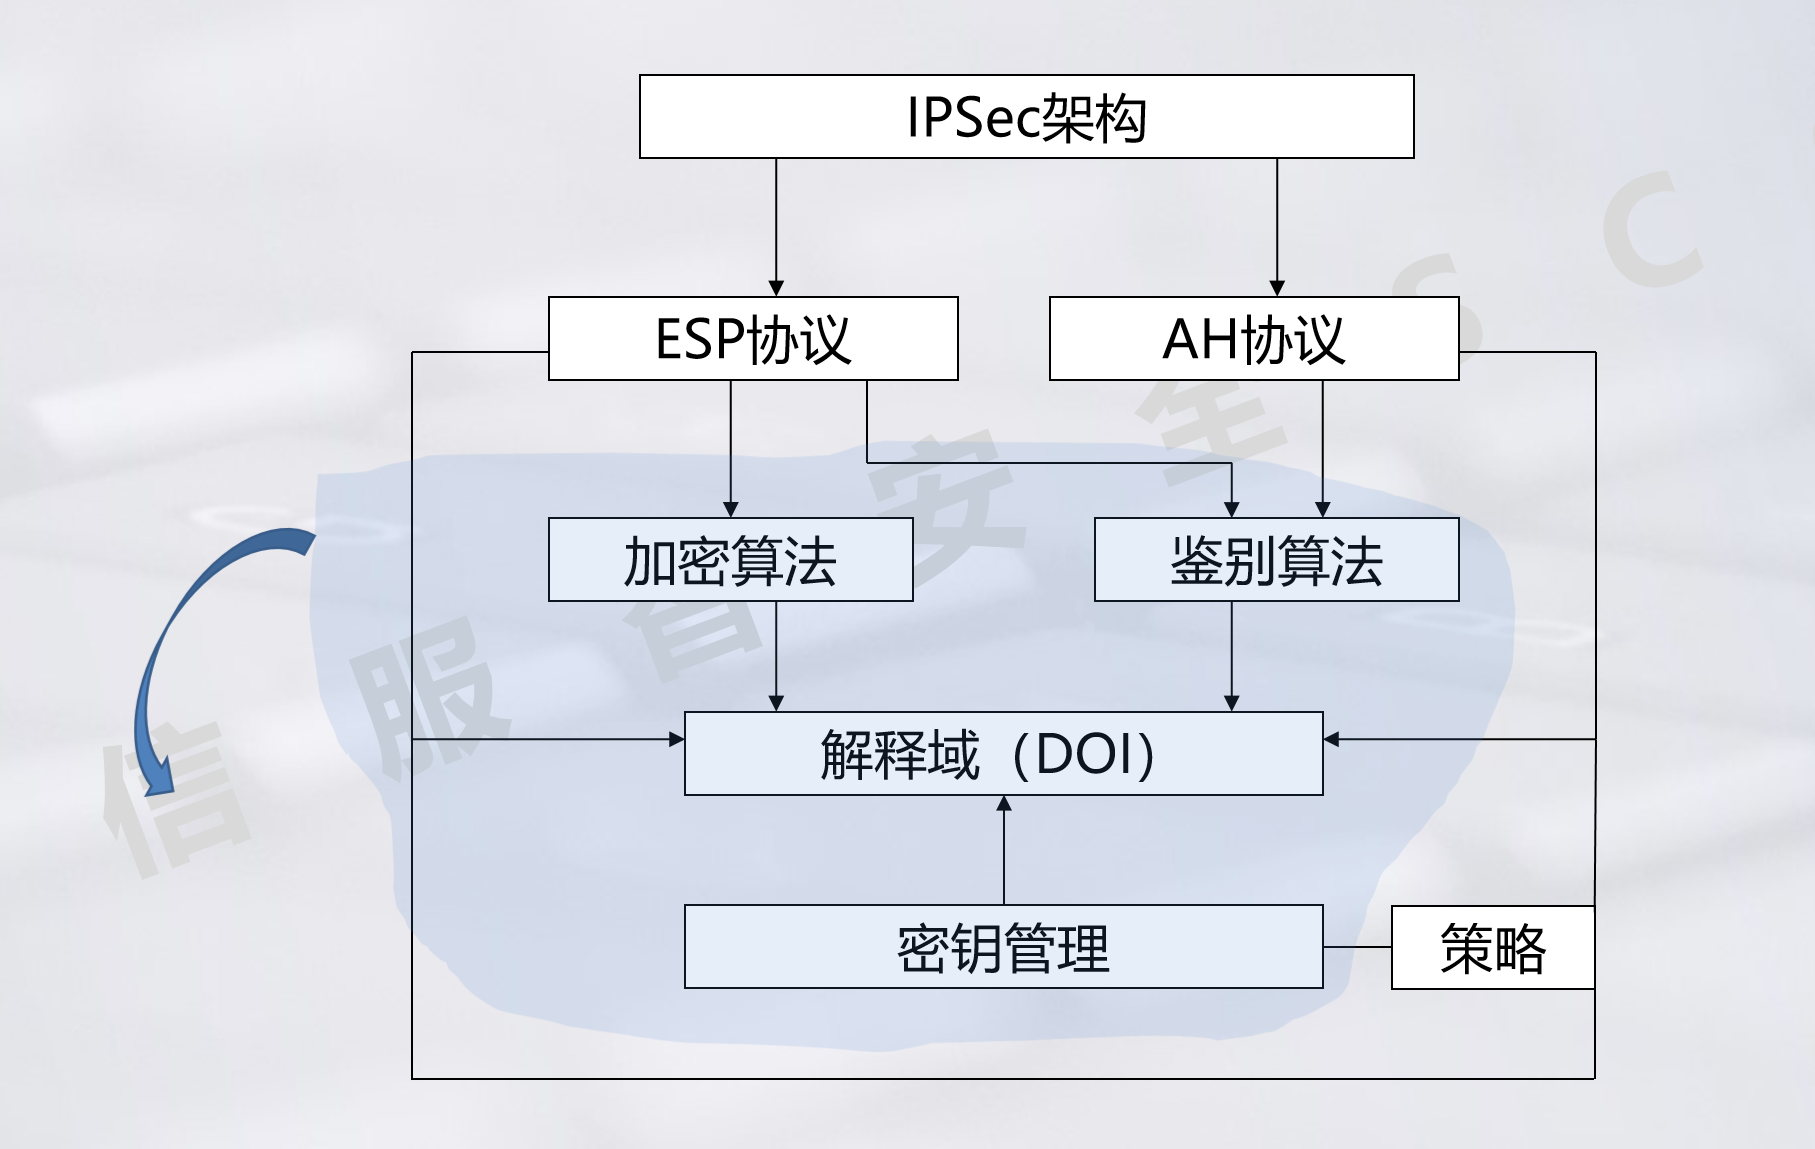 IPSec架构
ESP协议
AH协议
加密算法
鉴别算法
解释域（DOI）
密钥管理
策略
信服 安全 SC